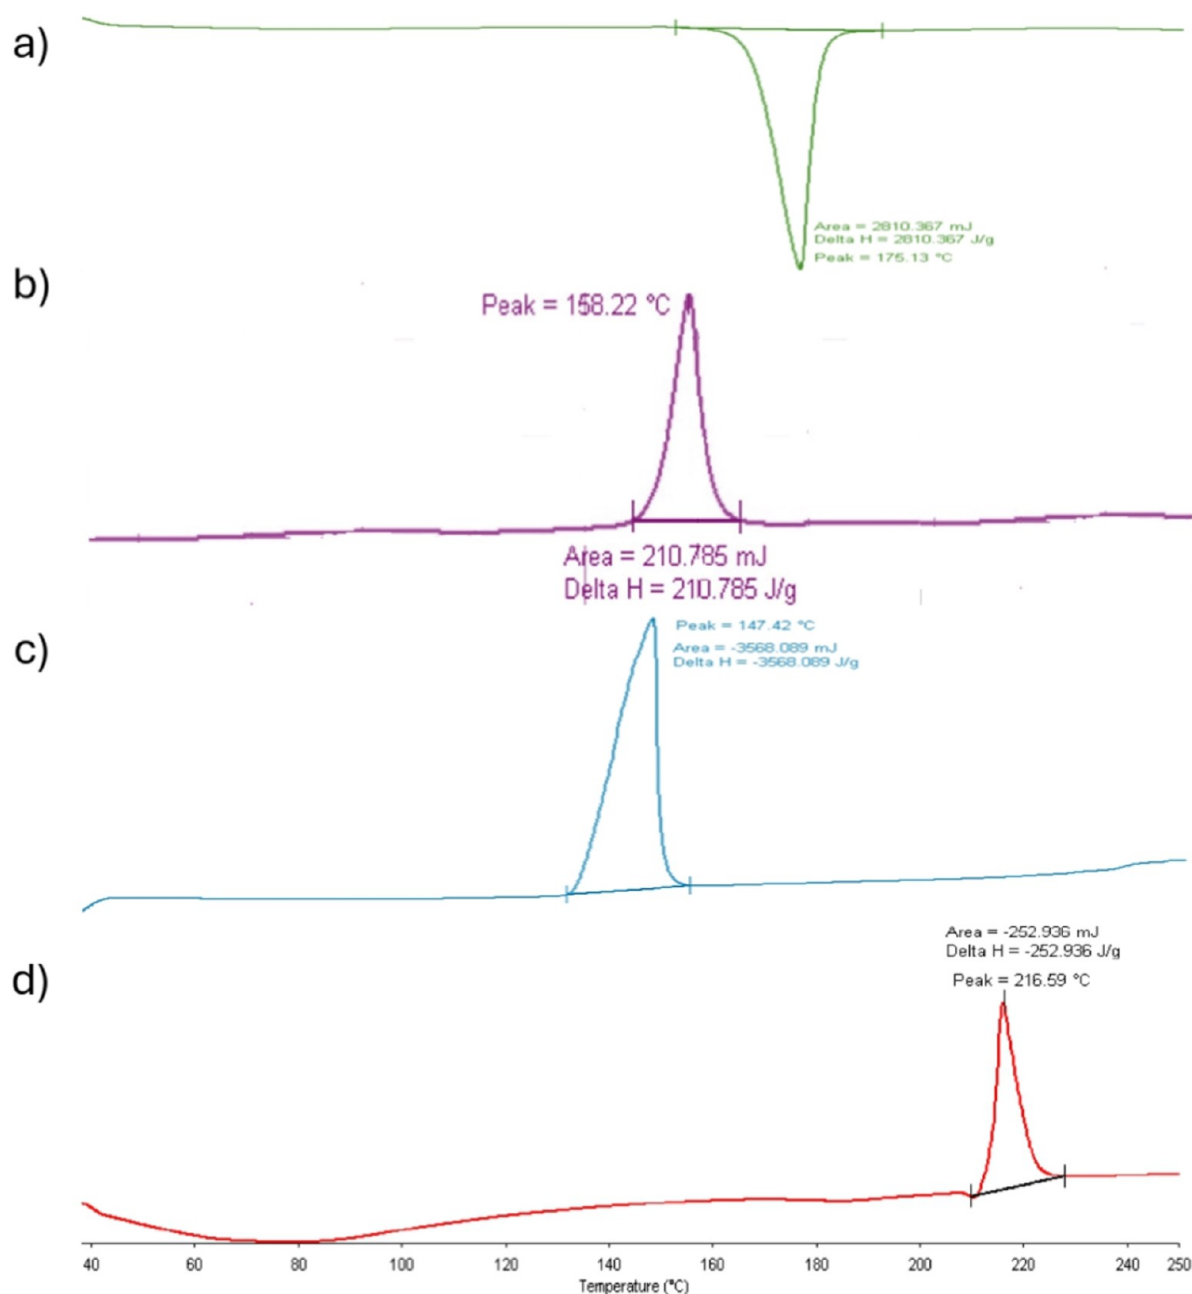 a)
Area = 2810.367 mJ
Delta H = 2810.367 J/g
Peak = 175.13 °C
b)
Peak = 158.22 °C
Area = 210.785 mJ
Delta H = 210.785 J/g
c)
Peak = 147.42 °C
Area = -3568.089 mJ
Delta H = -3568.089 J/g
d)
Area = -252.936 mJ
Delta H = -252.936 J/g
Peak = 216.59 °C
40 60 80 100 120 140 160 180 200 220 240 250
Temperature (°C)